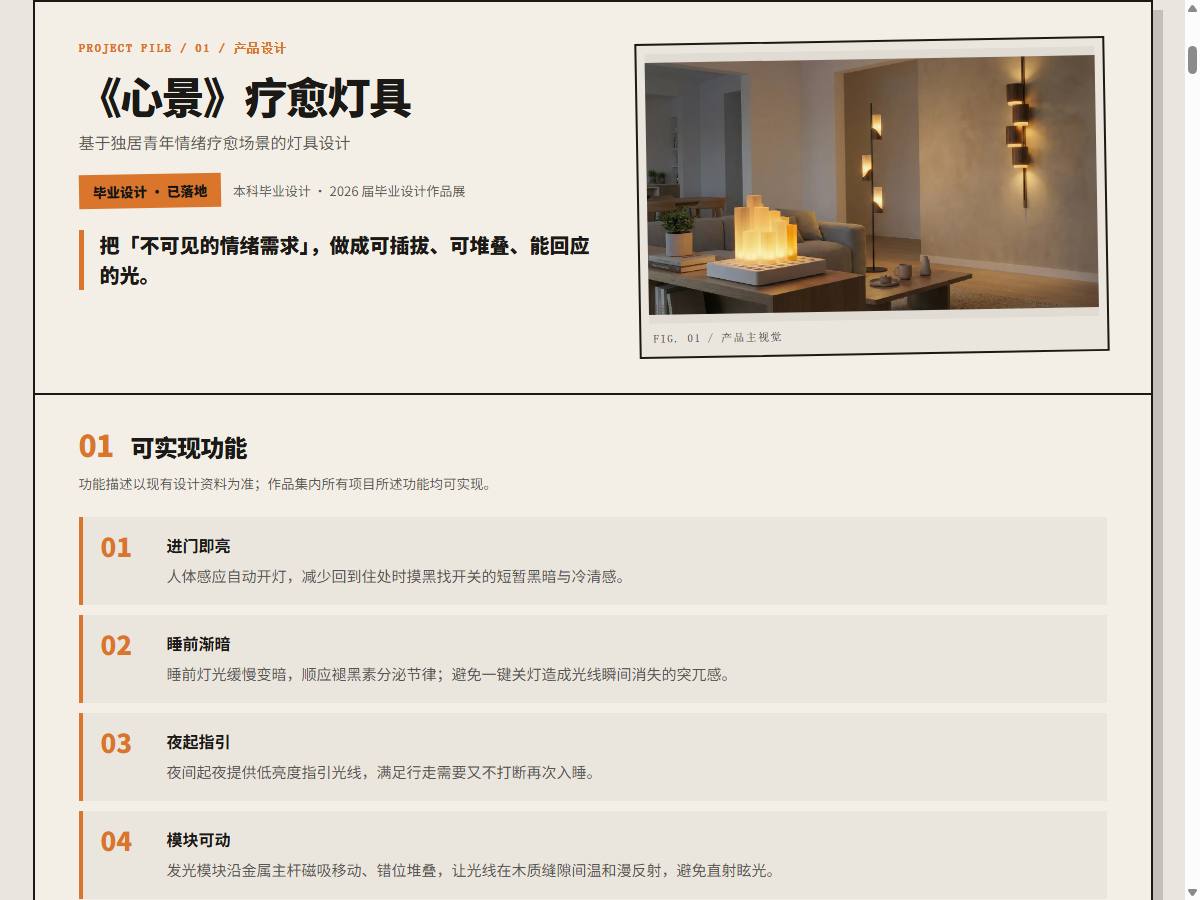 PROJECT FILE / 01 / 产品设计
《心景》疗愈灯具
基于独居青年情绪疗愈场景的灯具设计
毕业设计 · 已落地
本科毕业设计 · 2026 届毕业设计作品展
把「不可见的情绪需求」，做成可插拔、可堆叠、能回应
的光。
FIG. 01 / 产品主视觉
01 可实现功能
功能描述以现有设计资料为准；作品集内所有项目所述功能均可实现。
01 进门即亮
人体感应自动开灯，减少回到住处时摸黑找开关的短暂黑暗与冷清感。
02 睡前渐暗
睡前灯光缓慢变暗，顺应褪黑素分泌节律；避免一键关灯造成光线瞬间消失的突兀感。
03 夜起指引
夜间起夜提供低亮度指引光线，满足行走需要又不打断再次入睡。
04 模块可动
发光模块沿金属主杆磁吸移动、错位堆叠，让光线在木质缝隙间温和漫反射，避免直射眩光。